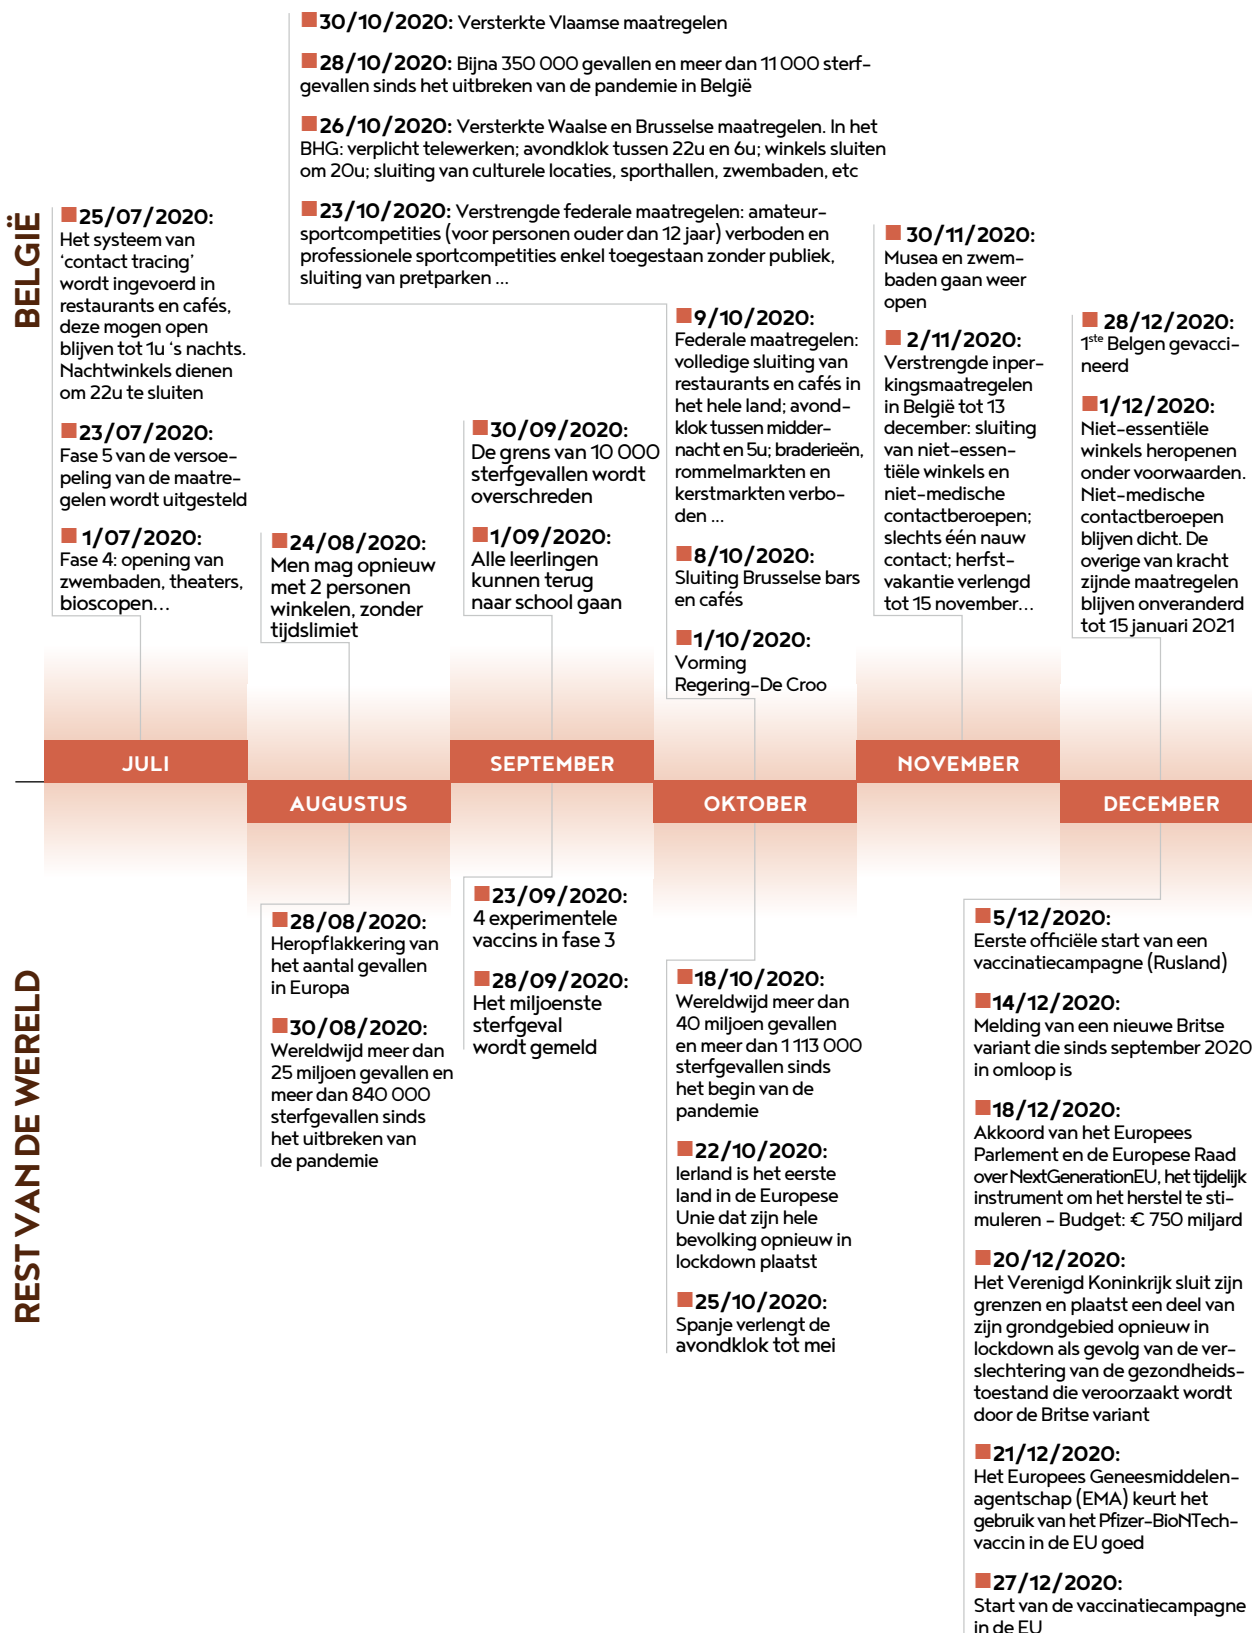 BELGIË
■25/07/2020:
Het systeem van
‘contact tracing’
wordt ingevoerd in
restaurants en cafés,
deze mogen open
blijven tot 1u ‘s nachts.
Nachtwinkels dienen
om 22u te sluiten
■23/07/2020:
Fase 5 van de versoe-
peling van de maatre-
gelen wordt uitgesteld
■ 1/07/2020:
Fase 4: opening van
zwembaden, theaters,
bioscopen...
■24/08/2020:
Men mag opnieuw
met 2 personen
winkelen, zonder
tijdslimiet
■30/09/2020:
De grens van 10 000
sterfgevallen wordt
overschreden
■1/09/2020:
Alle leerlingen
kunnen terug
naar school gaan
■30/10/2020: Versterkte Vlaamse maatregelen
■28/10/2020: Bijna 350 000 gevallen en meer dan 11 000 sterf-
gevallen sinds het uitbreken van de pandemie in België
■26/10/2020: Versterkte Waalse en Brusselse maatregelen. In het
BHG: verplicht telewerken; avondklok tussen 22u en 6u; winkels sluiten
om 20u; sluiting van culturele locaties, sporthallen, zwembaden, etc
■23/10/2020: Verstrengde federale maatregelen: amateur-
sportcompetities (voor personen ouder dan 12 jaar) verboden en
professionele sportcompetities enkel toegestaan zonder publiek,
sluiting van pretparken ...
■9/10/2020:
Federale maatregelen:
volledige sluiting van
restaurants en cafés in
het hele land; avond-
klok tussen midder-
nacht en 5u; braderieën,
rommelmarkten en
kerstmarkten verbo-
den ...
■8/10/2020:
Sluiting Brusselse bars
en cafés
■1/10/2020:
Vorming
Regering-De Croo
■ 30/11/2020:
Musea en zwem-
baden gaan weer
open
■ 2/11/2020:
Verstrengde inper-
kingsmaatregelen
in België tot 13
december: sluiting
van niet-essen-
tiële winkels en
niet-medische
contactberoepen;
slechts één nauw
contact; herfst-
vakantie verlengd
tot 15 november...
■ 28/12/2020:
1ste Belgen gevacci-
neerd
■1/12/2020:
Niet-essentiële
winkels heropenen
onder voorwaarden.
Niet-medische
contactberoepen
blijven dicht. De
overige van kracht
zijnde maatregelen
blijven onveranderd
tot 15 januari 2021
JULI
AUGUSTUS
SEPTEMBER
OKTOBER
NOVEMBER
DECEMBER
REST VAN DE WERELD
■28/08/2020:
Heropflakkering van
het aantal gevallen
in Europa
■30/08/2020:
Wereldwijd meer dan
25 miljoen gevallen en
meer dan 840 000
sterfgevallen sinds
het uitbreken van
de pandemie
■23/09/2020:
4 experimentele
vaccins in fase 3
■28/09/2020:
Het miljoenste
sterfgeval
wordt gemeld
■18/10/2020:
Wereldwijd meer dan
40 miljoen gevallen
en meer dan 1 113 000
sterfgevallen sinds
het begin van de
pandemie
■22/10/2020:
Ierland is het eerste
land in de Europese
Unie dat zijn hele
bevolking opnieuw in
lockdown plaatst
■25/10/2020:
Spanje verlengt de
avondklok tot mei
■5/12/2020:
Eerste officiële start van een
vaccinatiecampagne (Rusland)
■14/12/2020:
Melding van een nieuwe Britse
variant die sinds september 2020
in omloop is
■18/12/2020:
Akkoord van het Europees
Parlement en de Europese Raad
over NextGenerationEU, het tijdelijk
instrument om het herstel te sti-
muleren - Budget: € 750 miljard
■20/12/2020:
Het Verenigd Koninkrijk sluit zijn
grenzen en plaatst een deel van
zijn grondgebied opnieuw in
lockdown als gevolg van de ver-
slechtering van de gezondheids-
toestand die veroorzaakt wordt
door de Britse variant
■21/12/2020:
Het Europees Geneesmiddelen-
agentschap (EMA) keurt het
gebruik van het Pfizer-BioNTech-
vaccin in de EU goed
■27/12/2020:
Start van de vaccinatiecampagne
in de EU